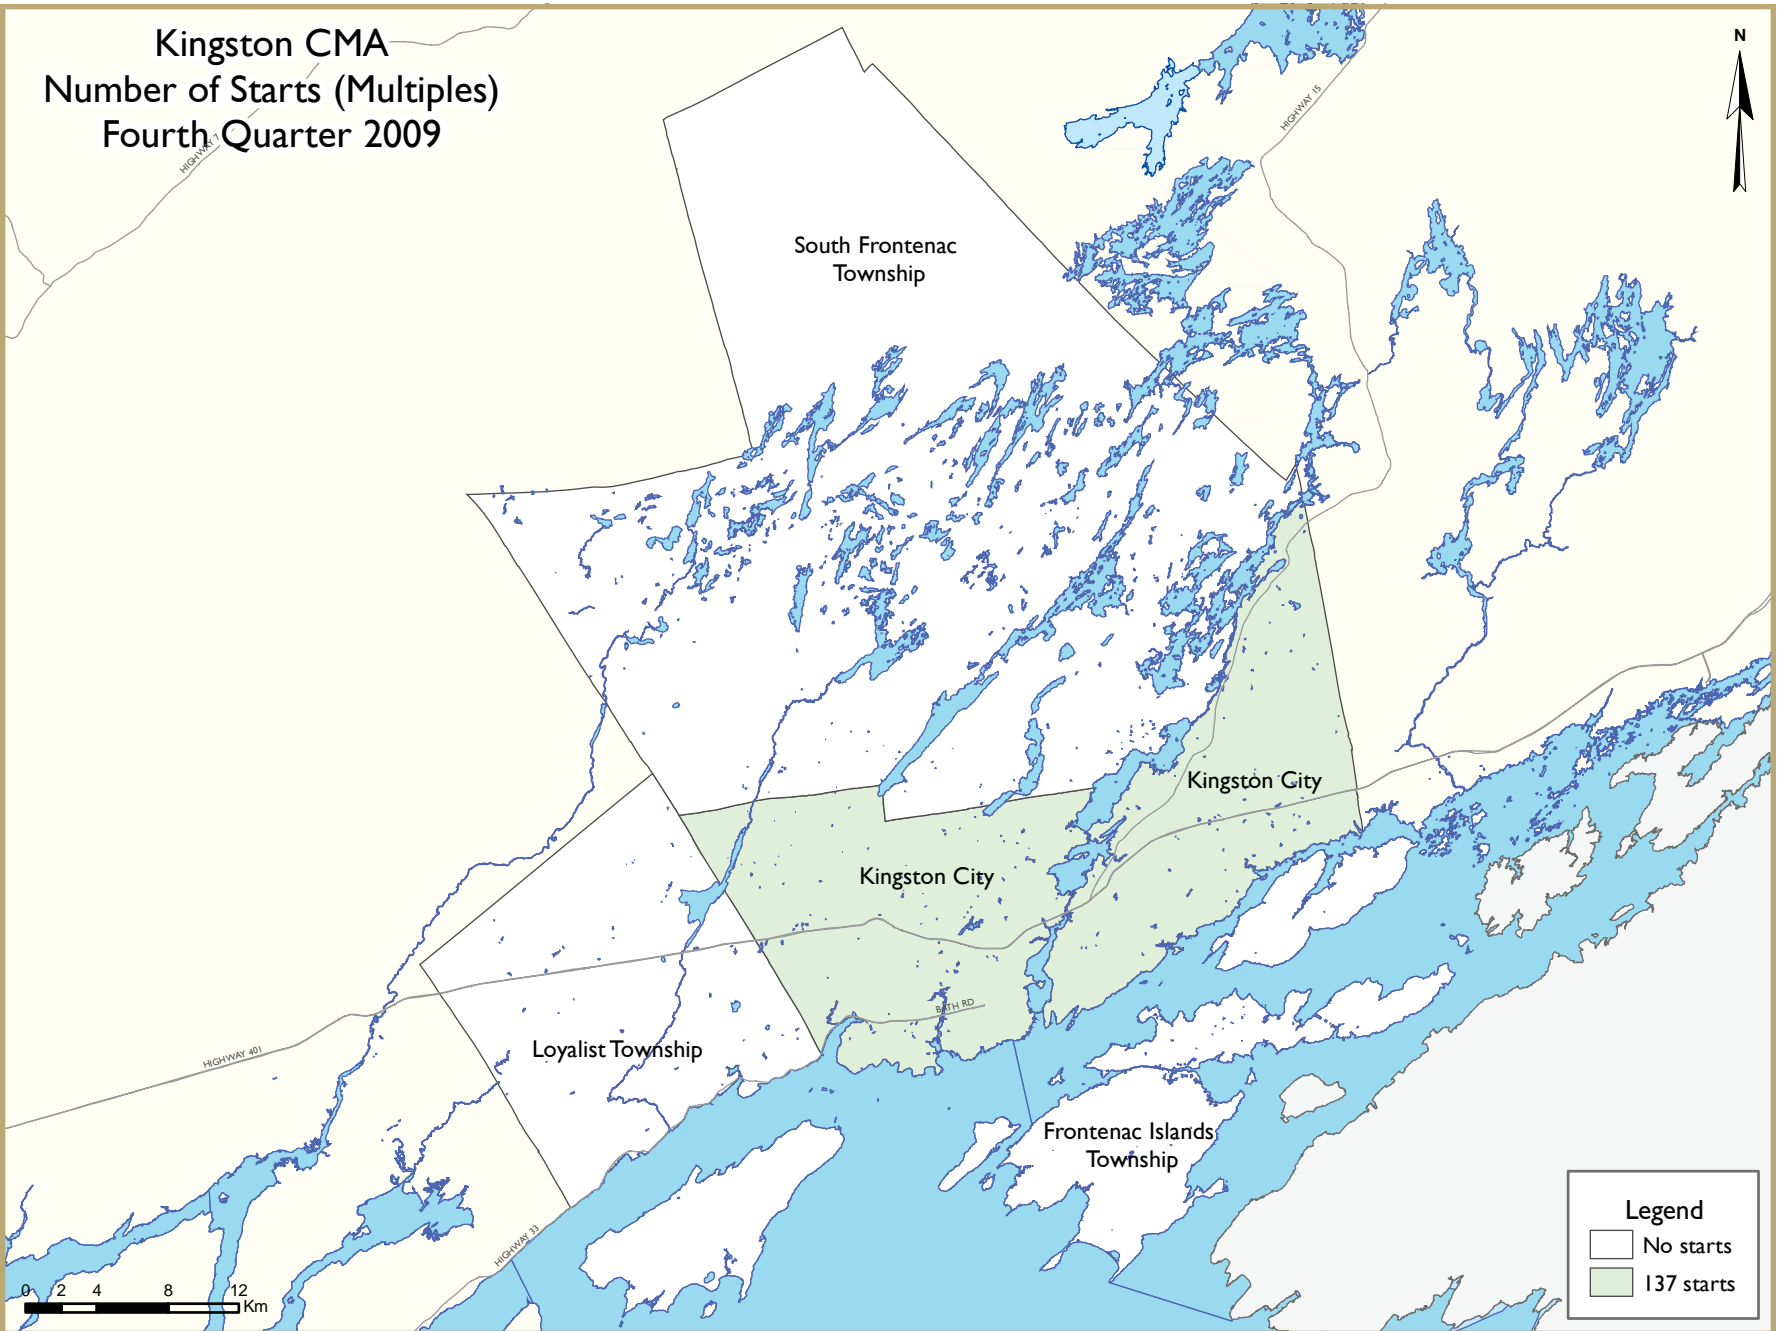 Kingston CMA
Number of Starts (Multiples)
Fourth Quarter 2009
N
HIGHWAY 7
HIGHWAY 15
South Frontenac
Township
Kingston City
Kingston City
BATH RD
HIGHWAY 401
Loyalist Township
Frontenac Islands
Township
HIGHWAY 33
Legend
No starts
137 starts
0 2 4 8 12
Km